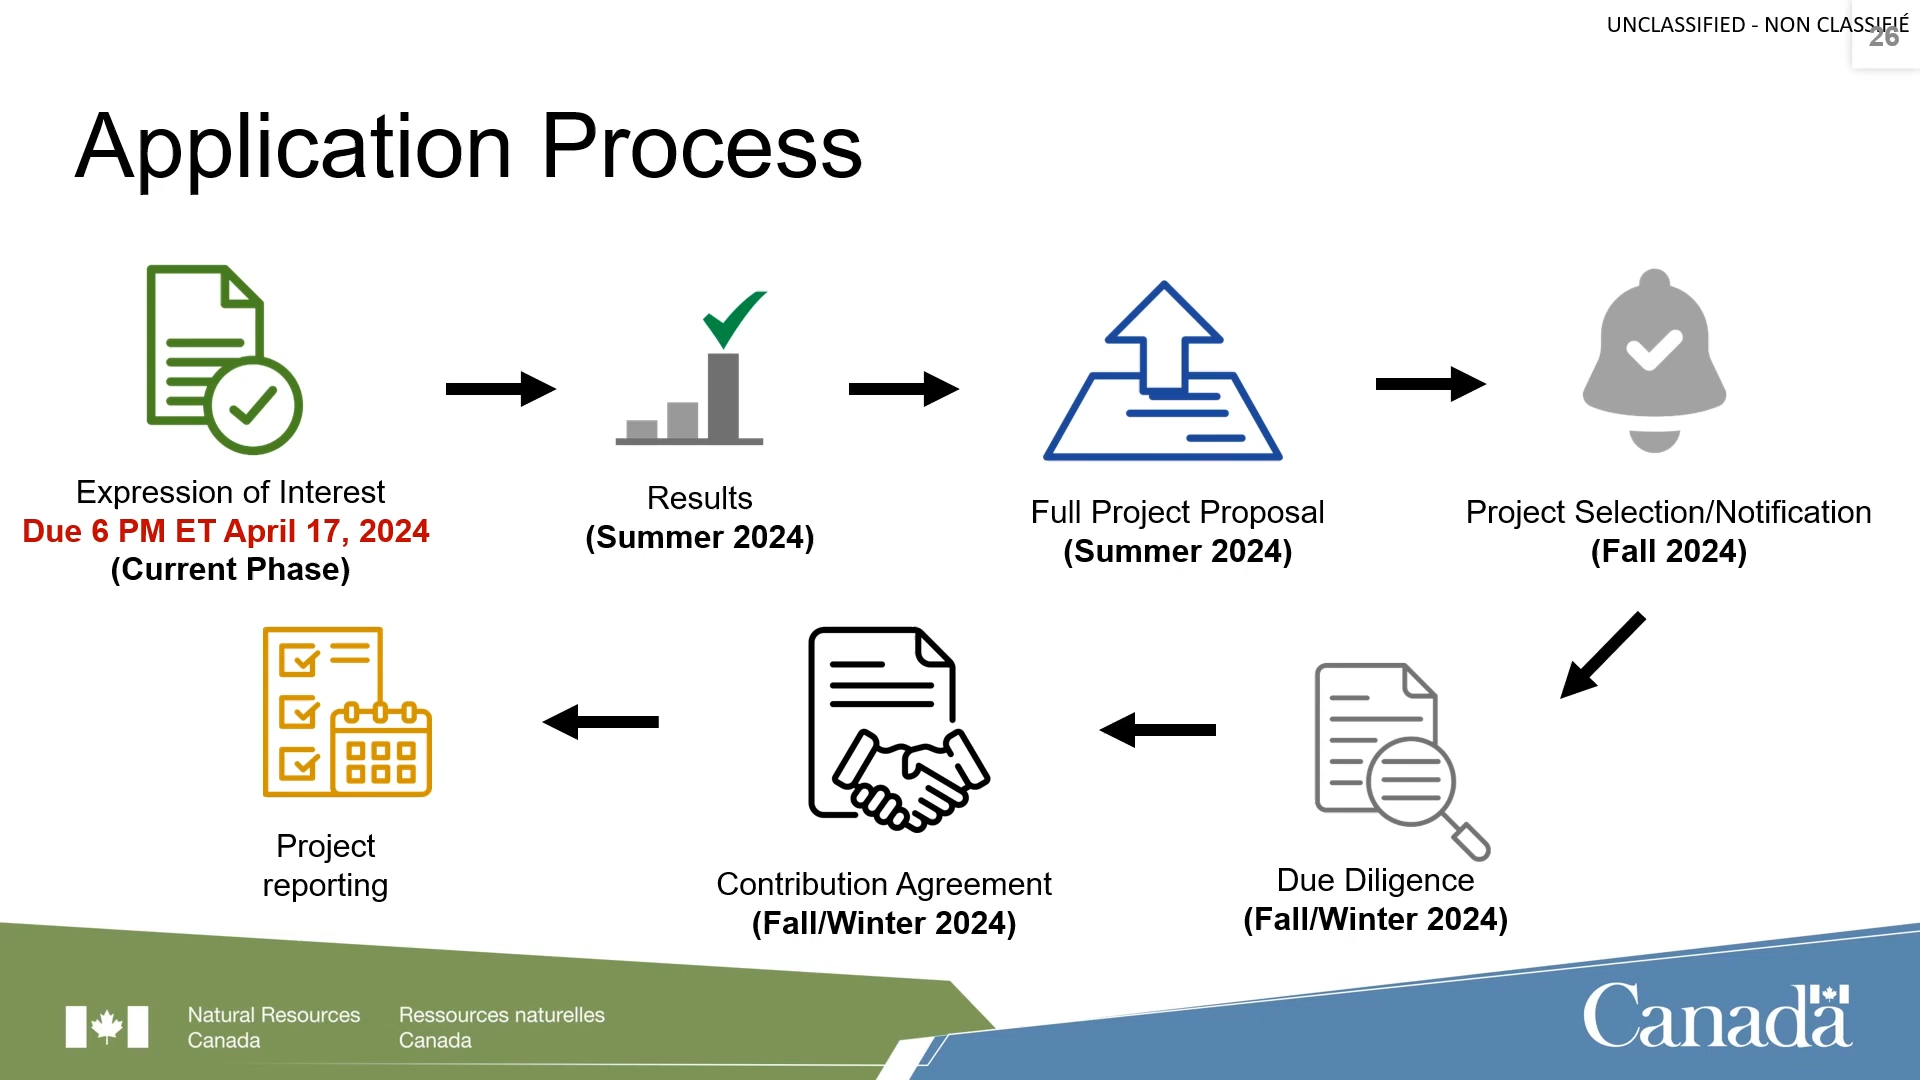 UNCLASSIFIED - NON CLASSIFIÉ
26
Application Process
Expression of Interest
Due 6 PM ET April 17, 2024
(Current Phase)
Results
(Summer 2024)
Full Project Proposal
(Summer 2024)
Project Selection/Notification
(Fall 2024)
Project
reporting
Contribution Agreement
(Fall/Winter 2024)
Due Diligence
(Fall/Winter 2024)
Natural Resources
Canada
Ressources naturelles
Canada
Canada